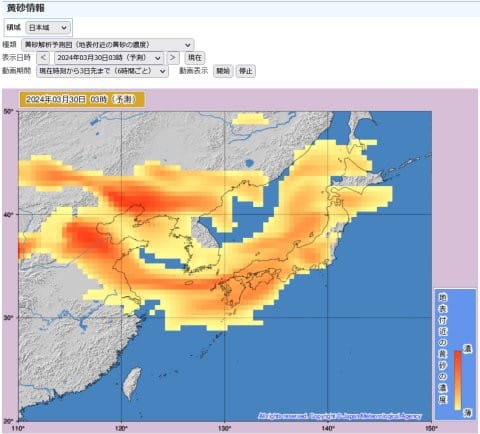 黄砂情報
領域 日本域
種類 黄砂解析予測図（地表付近の黄砂の濃度）
表示日時 < 2024年03月30日03時（予測） > 現在
動画期間 現在時刻から3日先まで（6時間ごと） 動画表示 開始 停止
2024年03月30日 03時（予測）
50°
40°
30°
20°
110° 120° 130° 140° 150°
地表付近の黄砂の濃度
濃
薄
All rights reserved. Copyright © Japan Meteorological Agency